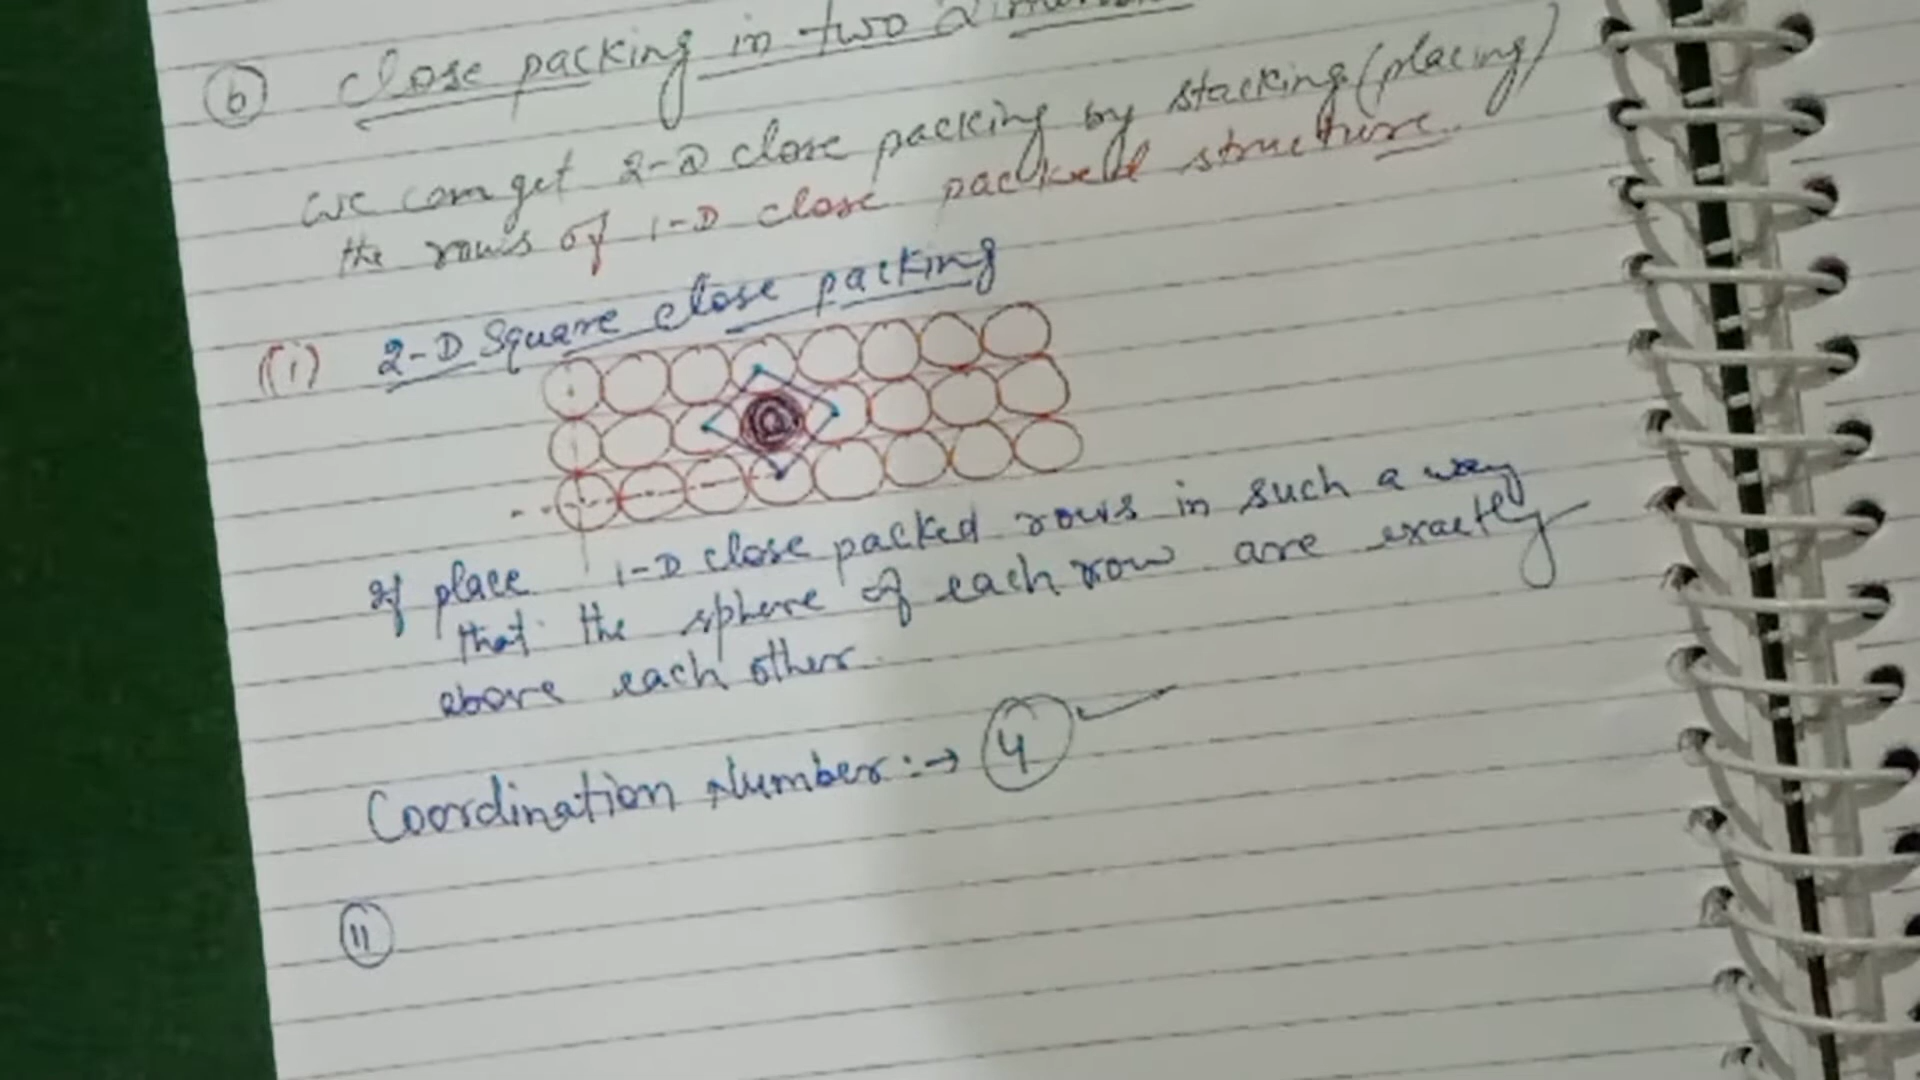 (b) Close packing in two
We can get 2-D close packing by stacking (placing)
the rows of 1-D close packed structure.
(i) 2-D Square close packing
If place 1-D close packed rows in such a way
that the sphere of each row are exactly
above each other.
Coordination Number :→ 4
(ii)